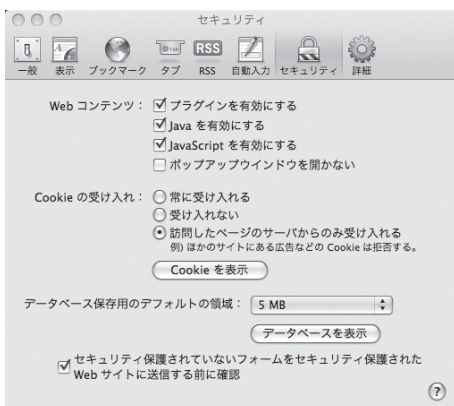 セキュリティ
RSS
一般 表示 ブックマーク タブ RSS 自動入力 セキュリティ 詳細
Web コンテンツ： プラグインを有効にする
Java を有効にする
JavaScript を有効にする
ポップアップウインドウを開かない
Cookie の受け入れ： 常に受け入れる
受け入れない
訪問したページのサーバからのみ受け入れる
例) ほかのサイトにある広告などの Cookie は拒否する。
Cookie を表示
データベース保存用のデフォルトの領域： 5 MB
データベースを表示
セキュリティ保護されていないフォームをセキュリティ保護された
Web サイトに送信する前に確認
?